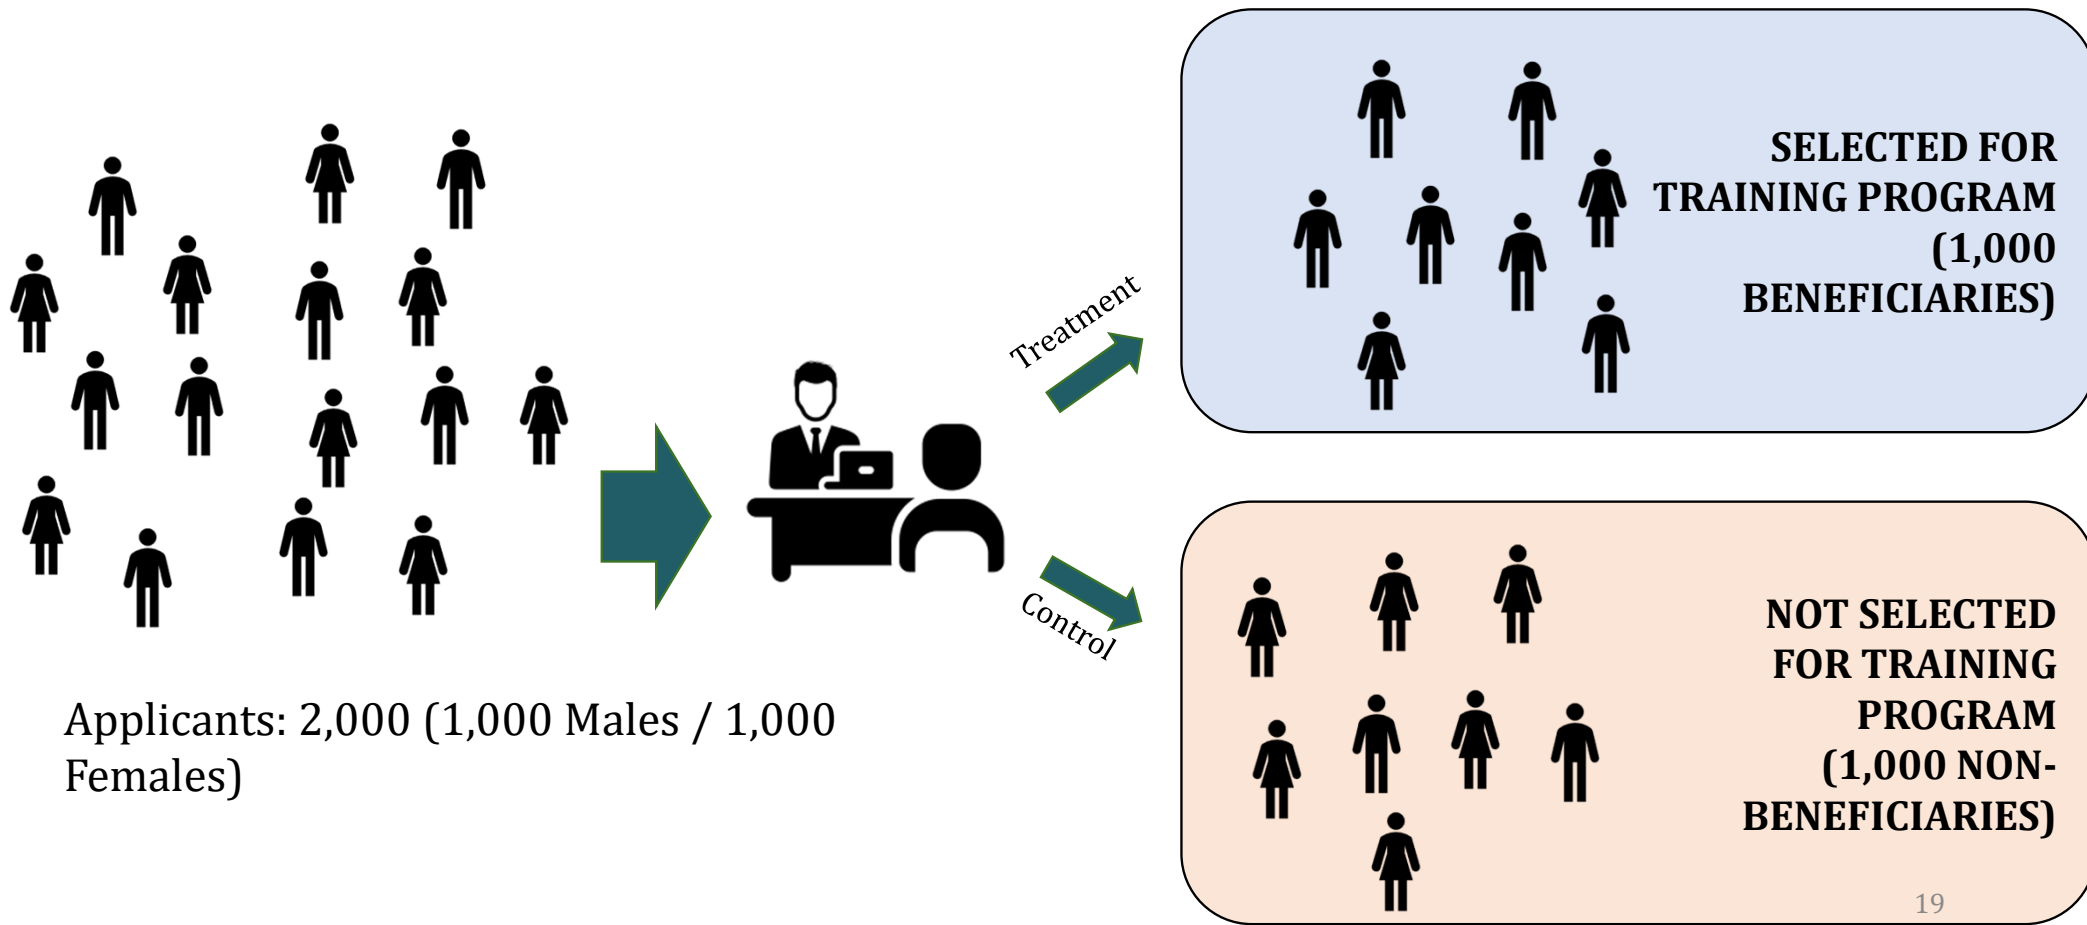 Treatment
SELECTED FOR
TRAINING PROGRAM
(1,000
BENEFICIARIES)
Control
NOT SELECTED
FOR TRAINING
PROGRAM
(1,000 NON-
BENEFICIARIES)
Applicants: 2,000 (1,000 Males / 1,000
Females)
19